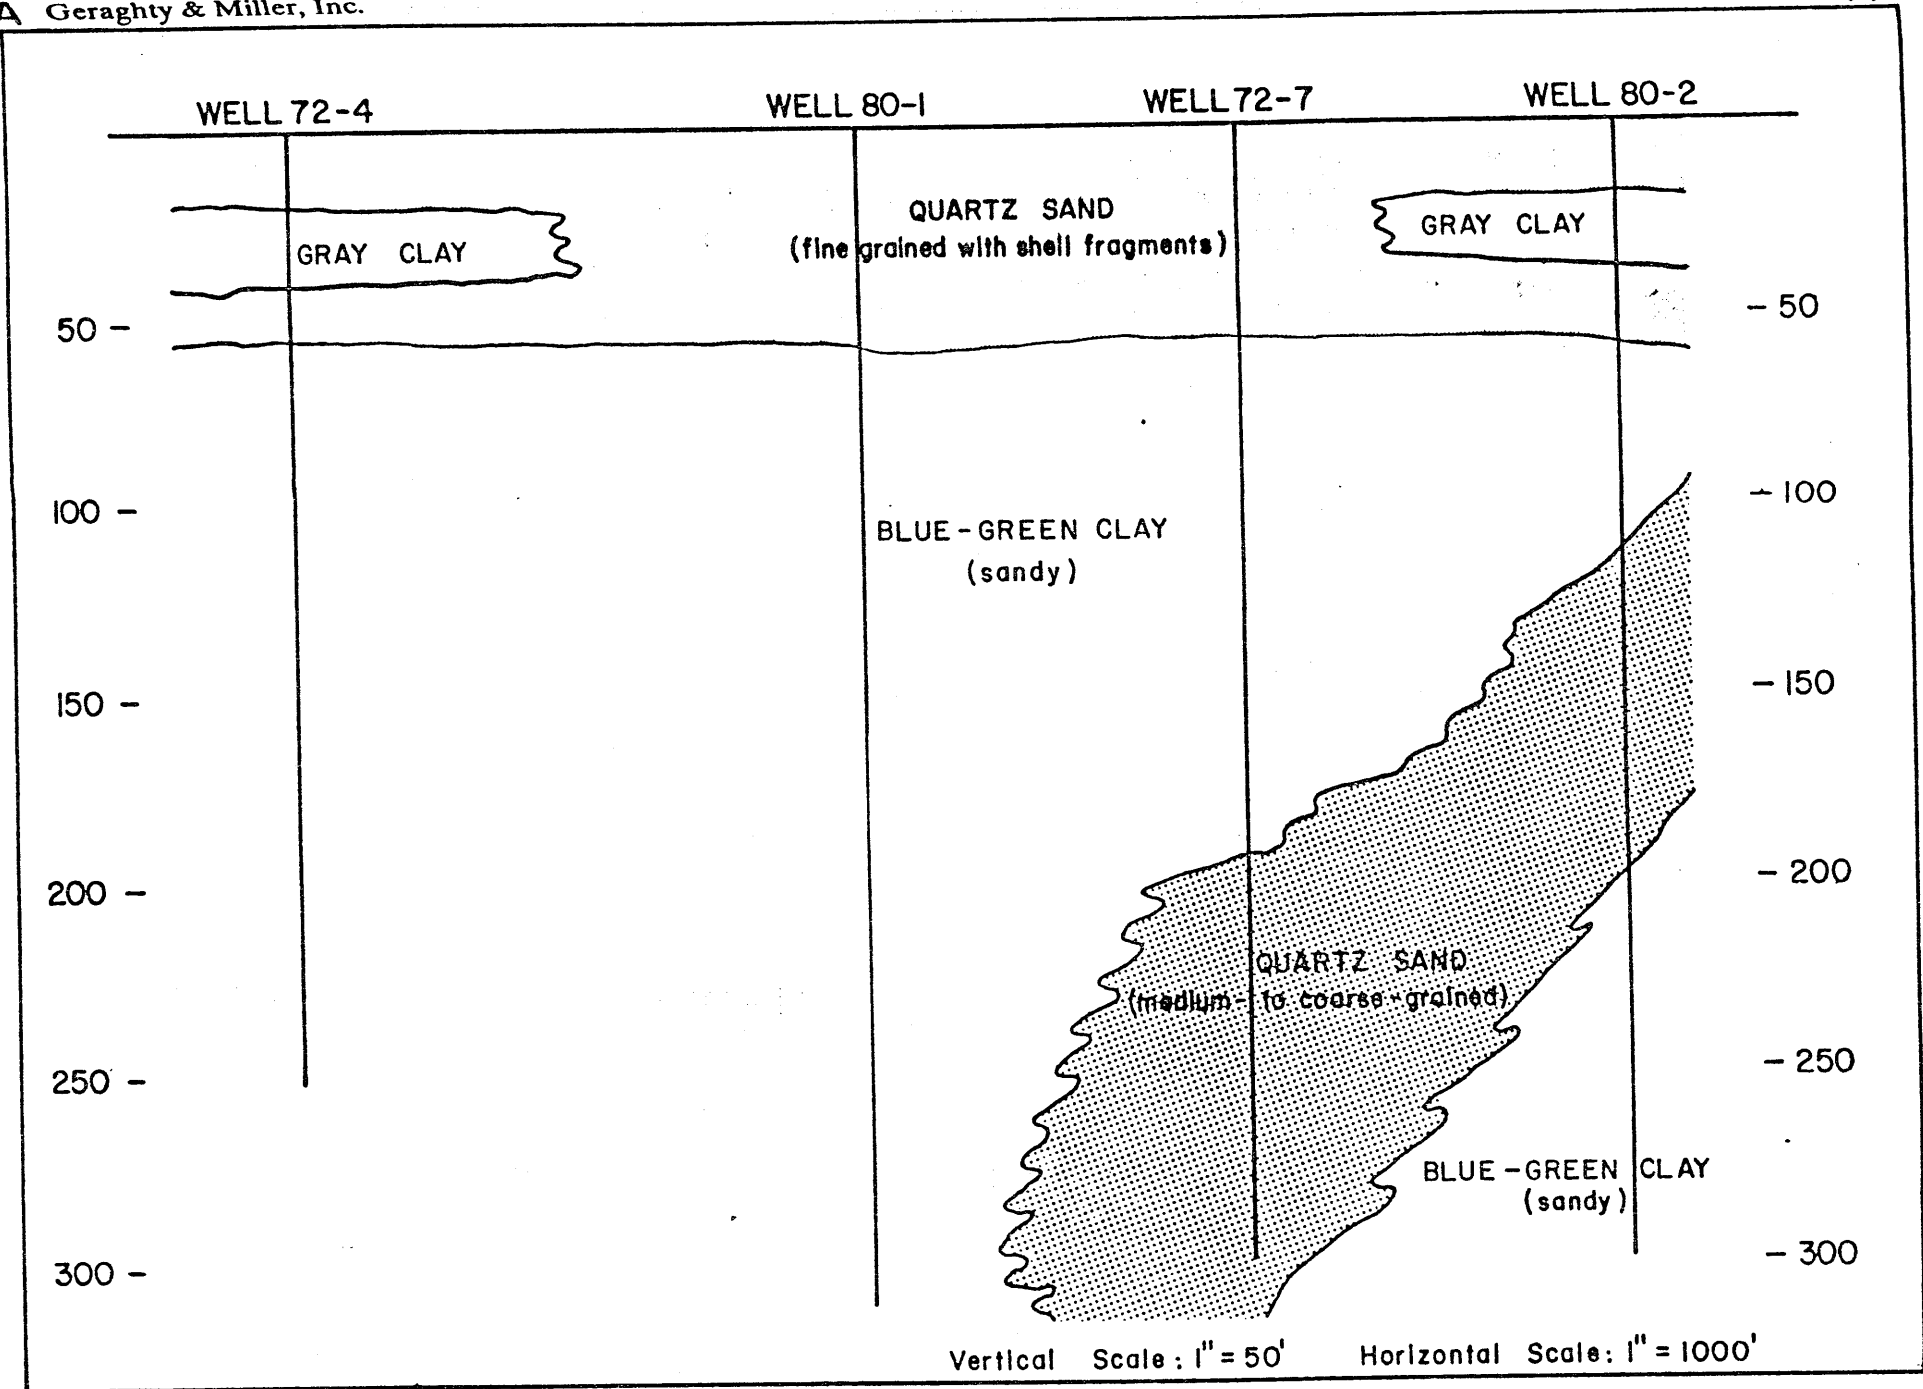 Geraghty & Miller, Inc.
WELL 72-4
WELL 80-1
WELL 72-7
WELL 80-2
QUARTZ SAND
(fine grained with shell fragments)
GRAY CLAY
GRAY CLAY
50 -
- 50
100 -
- 100
BLUE-GREEN CLAY
(sandy)
150 -
- 150
200 -
- 200
QUARTZ SAND
(medium- to coarse-grained)
250 -
- 250
BLUE-GREEN CLAY
(sandy)
300 -
- 300
Vertical Scale: 1" = 50' Horizontal Scale: 1" = 1000'